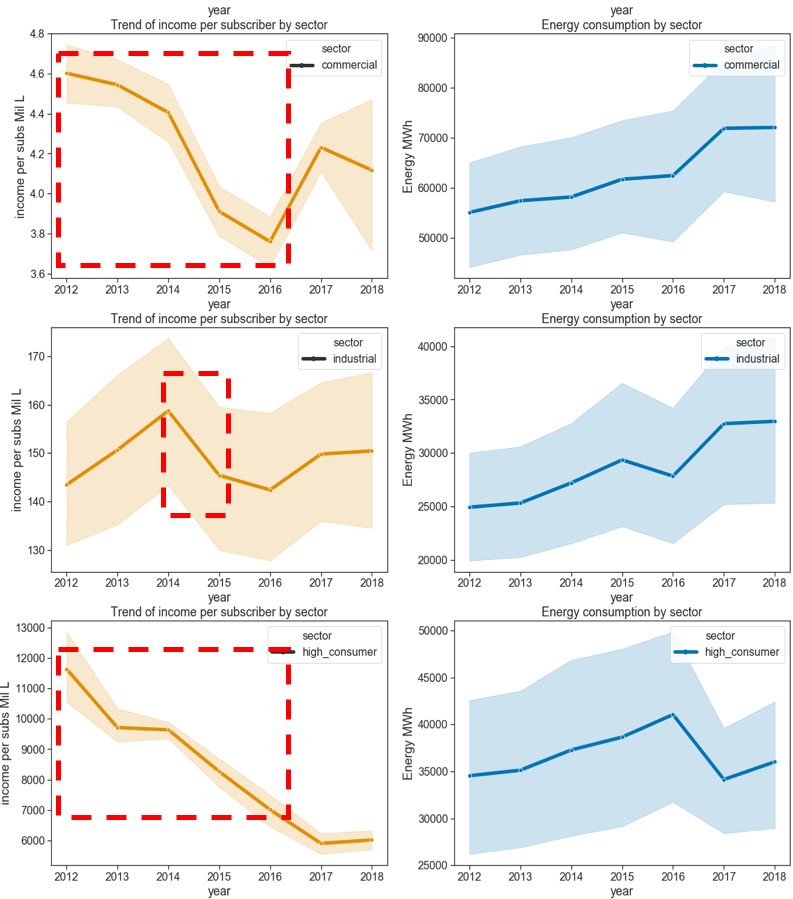 year
year
Trend of income per subscriber by sector
4.8
4.6
4.4
4.2
4.0
3.8
3.6
income per subs Mil L
sector
commercial
2012 2013 2014 2015 2016 2017 2018
year
Energy consumption by sector
90000
80000
70000
60000
50000
Energy MWh
sector
commercial
2012 2013 2014 2015 2016 2017 2018
year
Trend of income per subscriber by sector
170
160
150
140
130
income per subs Mil L
sector
industrial
2012 2013 2014 2015 2016 2017 2018
year
Energy consumption by sector
40000
35000
30000
25000
20000
Energy MWh
sector
industrial
2012 2013 2014 2015 2016 2017 2018
year
Trend of income per subscriber by sector
13000
12000
11000
10000
9000
8000
7000
6000
income per subs Mil L
sector
high_consumer
2012 2013 2014 2015 2016 2017 2018
year
Energy consumption by sector
50000
45000
40000
35000
30000
25000
Energy MWh
sector
high_consumer
2012 2013 2014 2015 2016 2017 2018
year